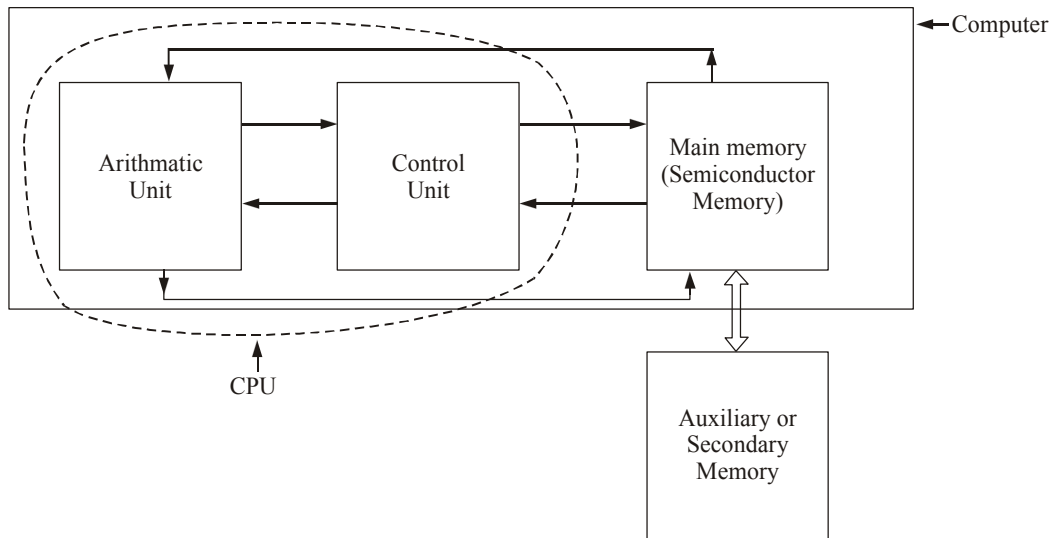 Computer
Arithmatic
Unit
Control
Unit
Main memory
(Semiconductor
Memory)
CPU
Auxiliary or
Secondary
Memory